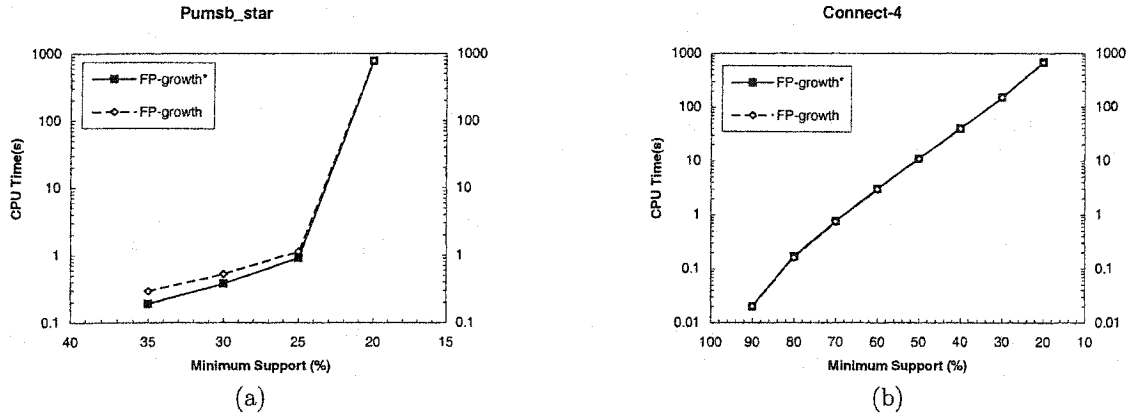 Pumsb_star
1000
100
10
1
0.1
CPU Time(s)
FP-growth*
FP-growth
1000
100
10
1
0.1
40 35 30 25 20 15
Minimum Support (%)
(a)
Connect-4
1000
100
10
1
0.1
0.01
CPU Time(s)
FP-growth*
FP-growth
1000
100
10
1
0.1
0.01
100 90 80 70 60 50 40 30 20 10
Minimum Support (%)
(b)